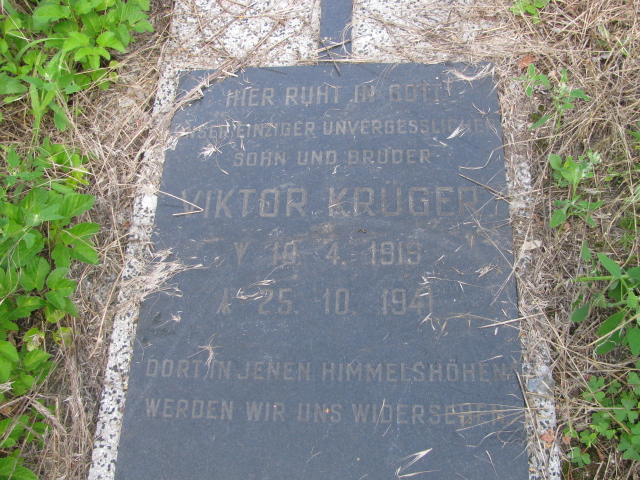 HIER RUHT IN GOTT
UNSER EINZIGER UNVERGESSLICHER
SOHN UND BRUDER
VIKTOR KRÜGER
Y 19. 4. 1919
⅄ 25. 10. 1941
DORT IN JENEN HIMMELSHÖHEN
WERDEN WIR UNS WIDERSEHEN